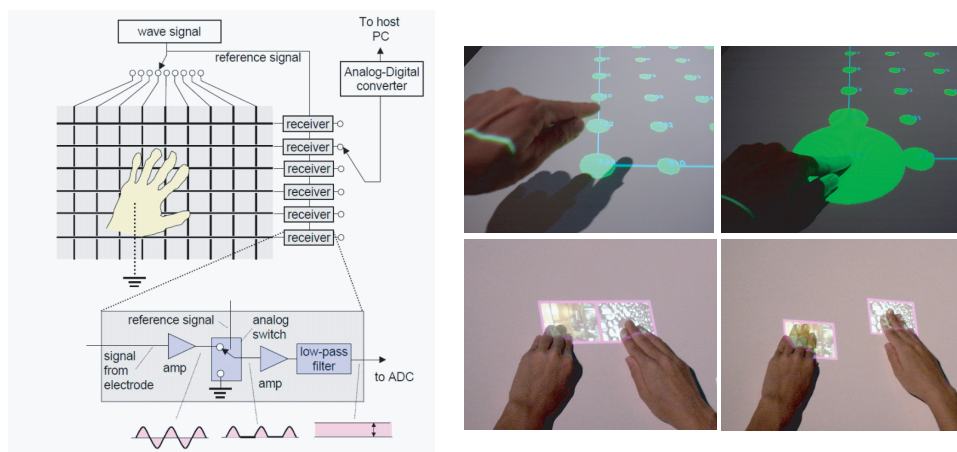 wave signal
To host
PC
reference signal
Analog-Digital
converter
receiver
receiver
receiver
receiver
receiver
receiver
reference signal
analog
switch
signal
from
electrode
amp
amp
low-pass
filter
to ADC